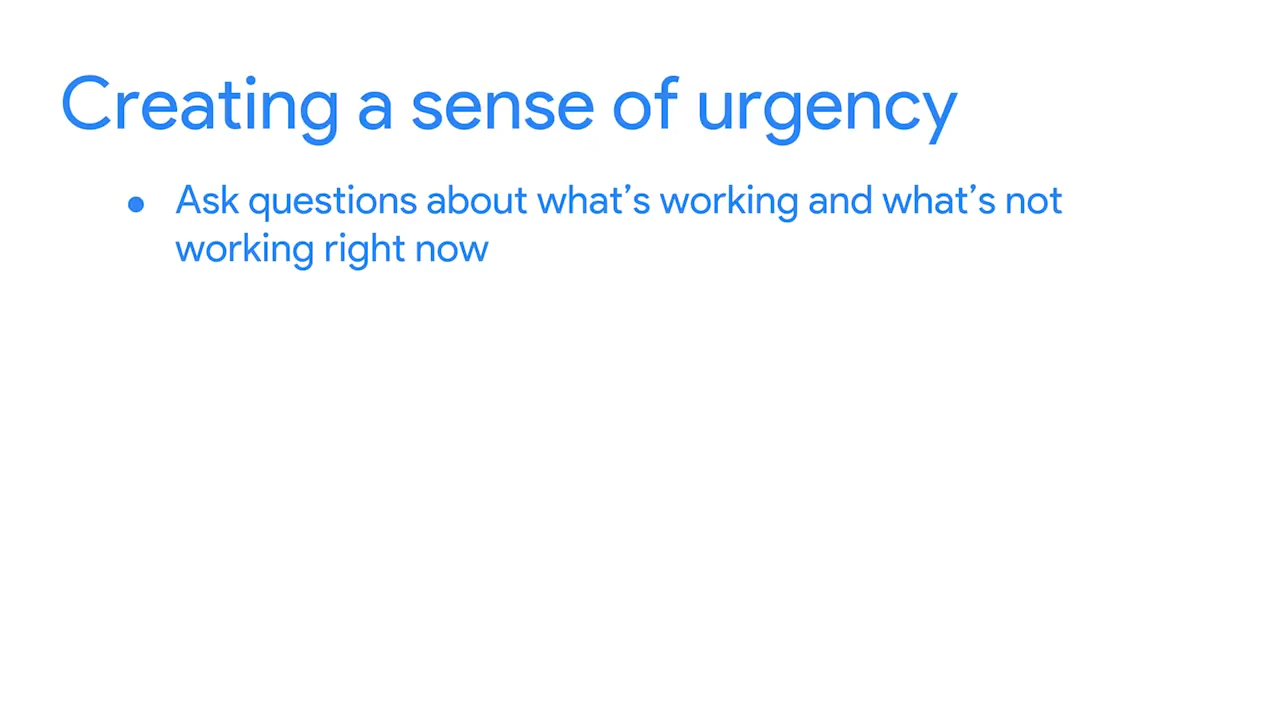 Creating a sense of urgency
● Ask questions about what’s working and what’s not
working right now